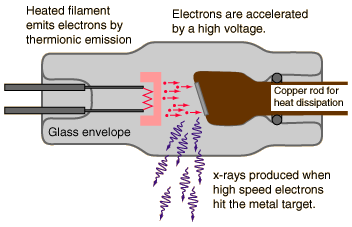 Heated filament
emits electrons by
thermionic emission
Electrons are accelerated
by a high voltage.
Copper rod for
heat dissipation
Glass envelope
x-rays produced when
high speed electrons
hit the metal target.